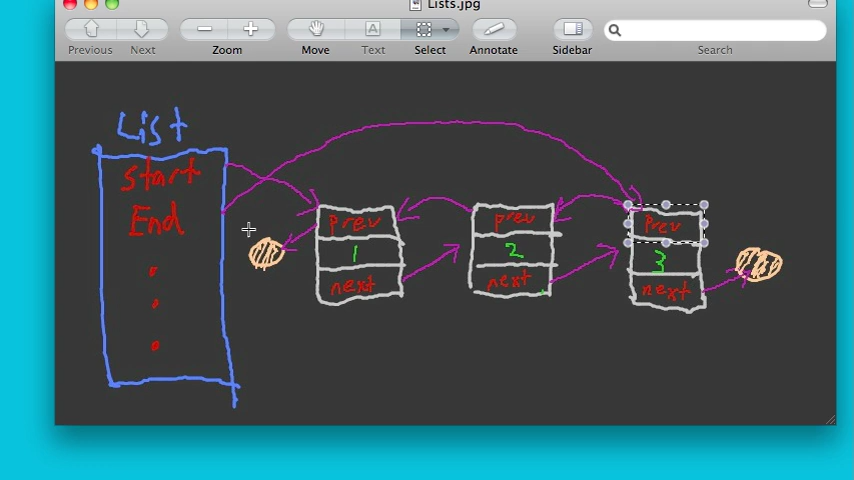 Lists.jpg
Previous Next Zoom Move Text Select Annotate Sidebar Search
List
Start
End
prev prev Prev
1 2 3
next next next